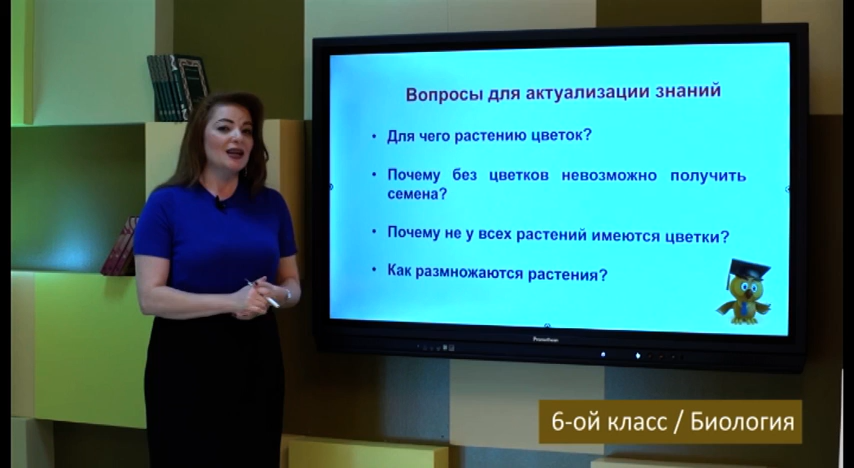 Вопросы для актуализации знаний
• Для чего растению цветок?
• Почему без цветков невозможно получить
семена?
• Почему не у всех растений имеются цветки?
• Как размножаются растения?
Promethean
6-ой класс / Биология